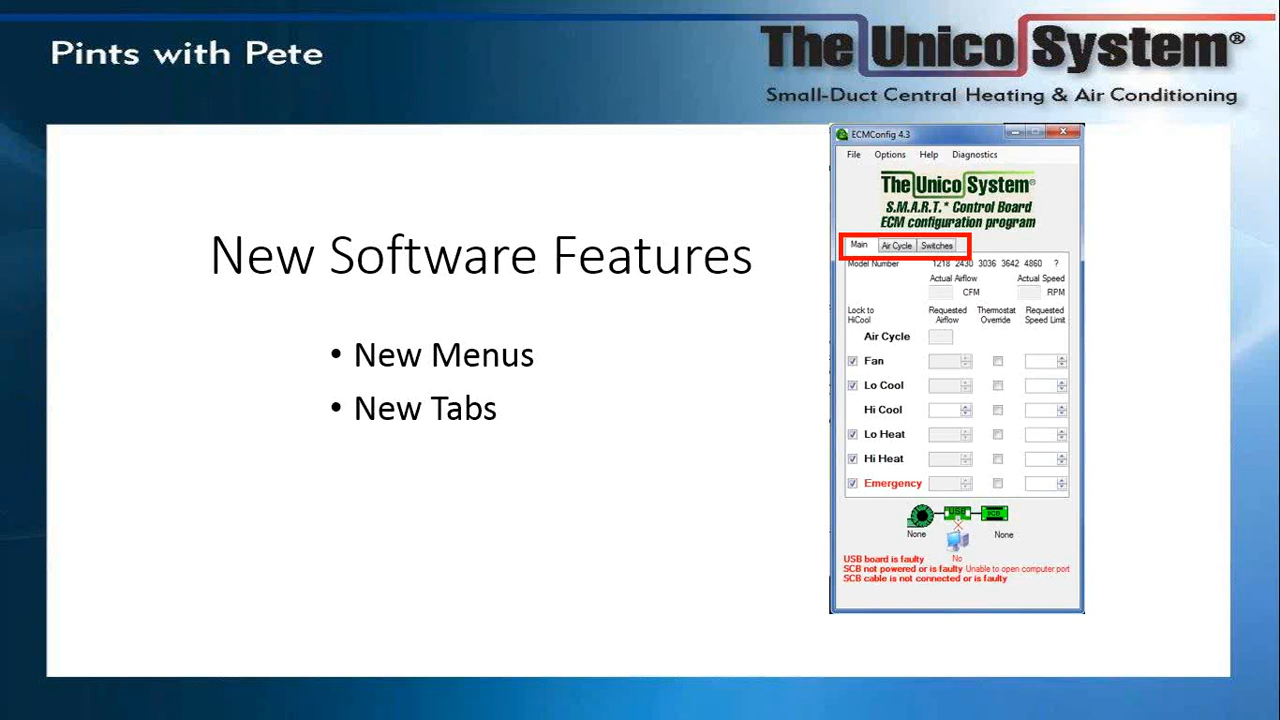 Pints with Pete
The Unico System®
Small-Duct Central Heating & Air Conditioning
New Software Features
• New Menus
• New Tabs
ECMConfig 4.3
File Options Help Diagnostics
The Unico System®
S.M.A.R.T.* Control Board
ECM configuration program
Main Air Cycle Switches
Model Number 1218 2430 3036 3642 4860 ?
Actual Airflow Actual Speed
CFM RPM
Lock to HiCool Requested Airflow Thermostat Override Requested Speed Limit
Air Cycle
Fan
Lo Cool
Hi Cool
Lo Heat
Hi Heat
Emergency
USB SCB
None None
No
USB board is faulty
SCB not powered or is faulty Unable to open computer port
SCB cable is not connected or is faulty